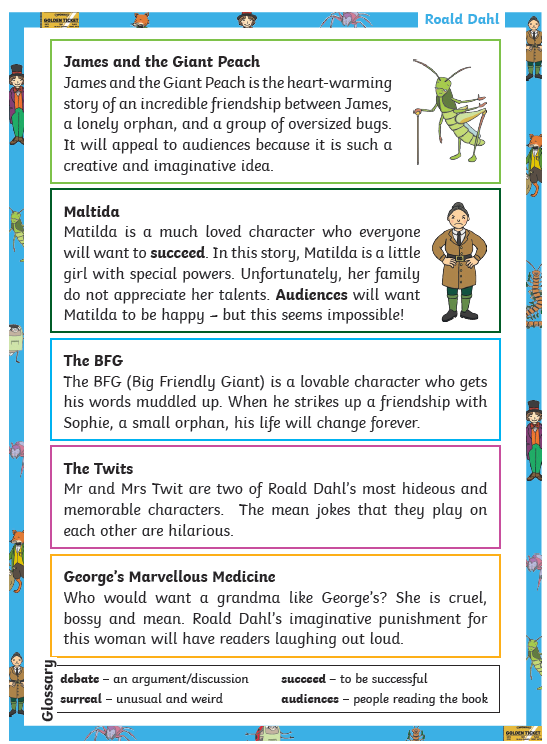 GOLDEN TICKET
Roald Dahl
James and the Giant Peach
James and the Giant Peach is the heart-warming
story of an incredible friendship between James,
a lonely orphan, and a group of oversized bugs.
It will appeal to audiences because it is such a
creative and imaginative idea.
Maltida
Matilda is a much loved character who everyone
will want to succeed. In this story, Matilda is a little
girl with special powers. Unfortunately, her family
do not appreciate her talents. Audiences will want
Matilda to be happy – but this seems impossible!
The BFG
The BFG (Big Friendly Giant) is a lovable character who gets
his words muddled up. When he strikes up a friendship with
Sophie, a small orphan, his life will change forever.
The Twits
Mr and Mrs Twit are two of Roald Dahl's most hideous and
memorable characters. The mean jokes that they play on
each other are hilarious.
George's Marvellous Medicine
Who would want a grandma like George's? She is cruel,
bossy and mean. Roald Dahl's imaginative punishment for
this woman will have readers laughing out loud.
Glossary
debate – an argument/discussion
surreal – unusual and weird
succeed – to be successful
audiences – people reading the book
GOLDEN TICKET